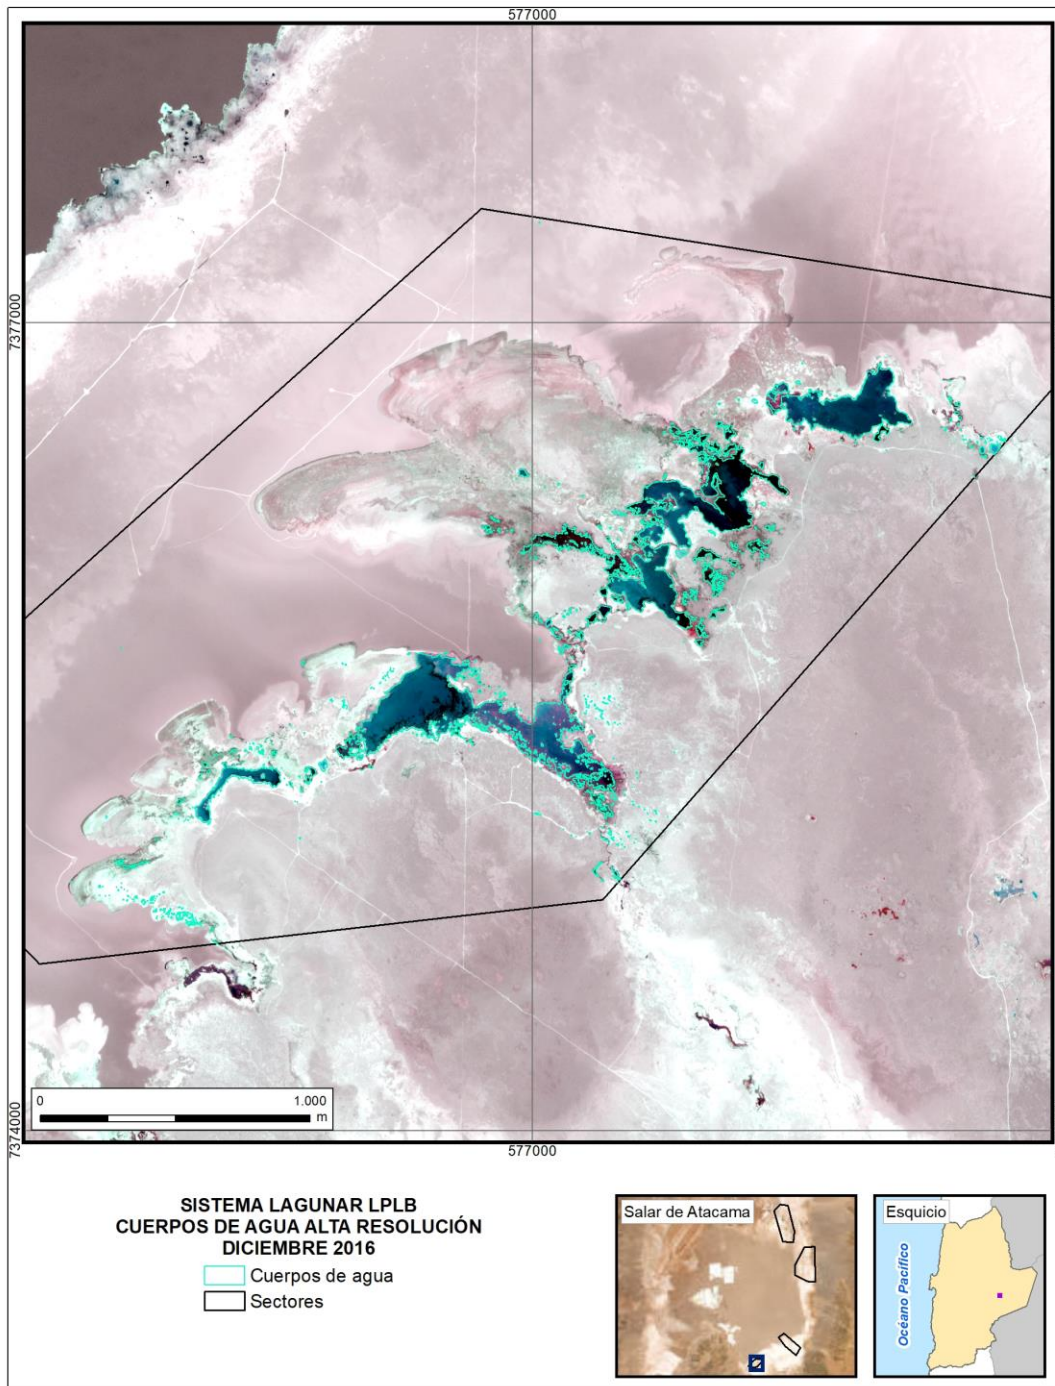 577000
7377000
7374000
0 1.000
m
577000
SISTEMA LAGUNAR LPLB
CUERPOS DE AGUA ALTA RESOLUCIÓN
DICIEMBRE 2016
Cuerpos de agua
Sectores
Salar de Atacama
Esquicio
Océano Pacífico